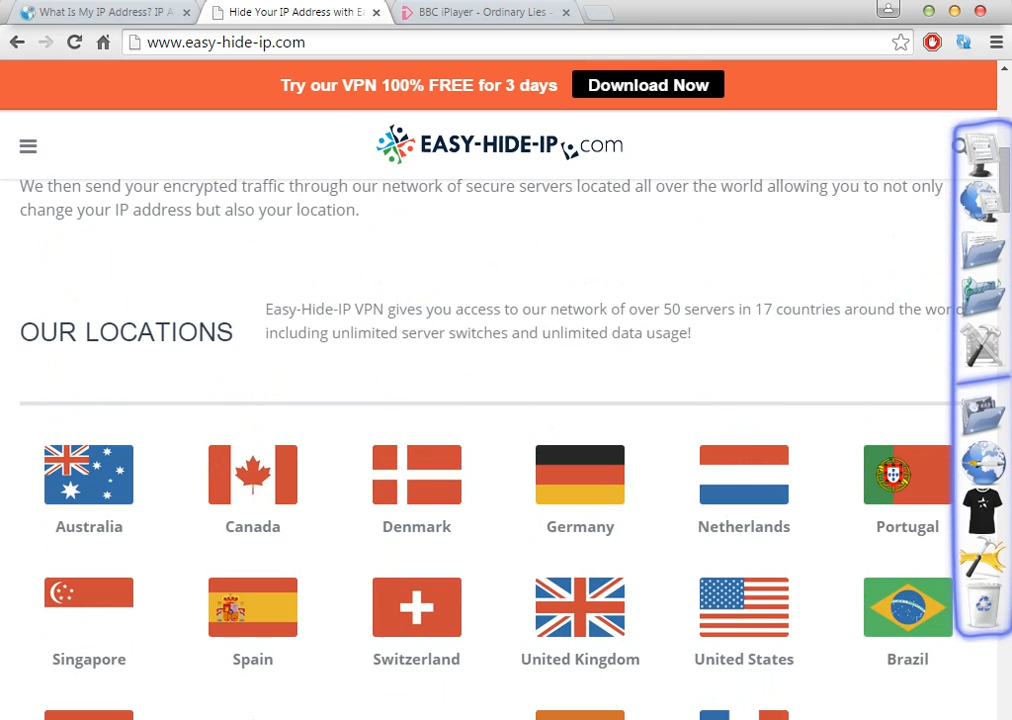 What Is My IP Address? IP A
Hide Your IP Address with E
BBC iPlayer - Ordinary Lies -
www.easy-hide-ip.com
Try our VPN 100% FREE for 3 days
Download Now
EASY-HIDE-IP.com
We then send your encrypted traffic through our network of secure servers located all over the world allowing you to not only
change your IP address but also your location.
OUR LOCATIONS
Easy-Hide-IP VPN gives you access to our network of over 50 servers in 17 countries around the world
including unlimited server switches and unlimited data usage!
Australia
Canada
Denmark
Germany
Netherlands
Portugal
Singapore
Spain
Switzerland
United Kingdom
United States
Brazil